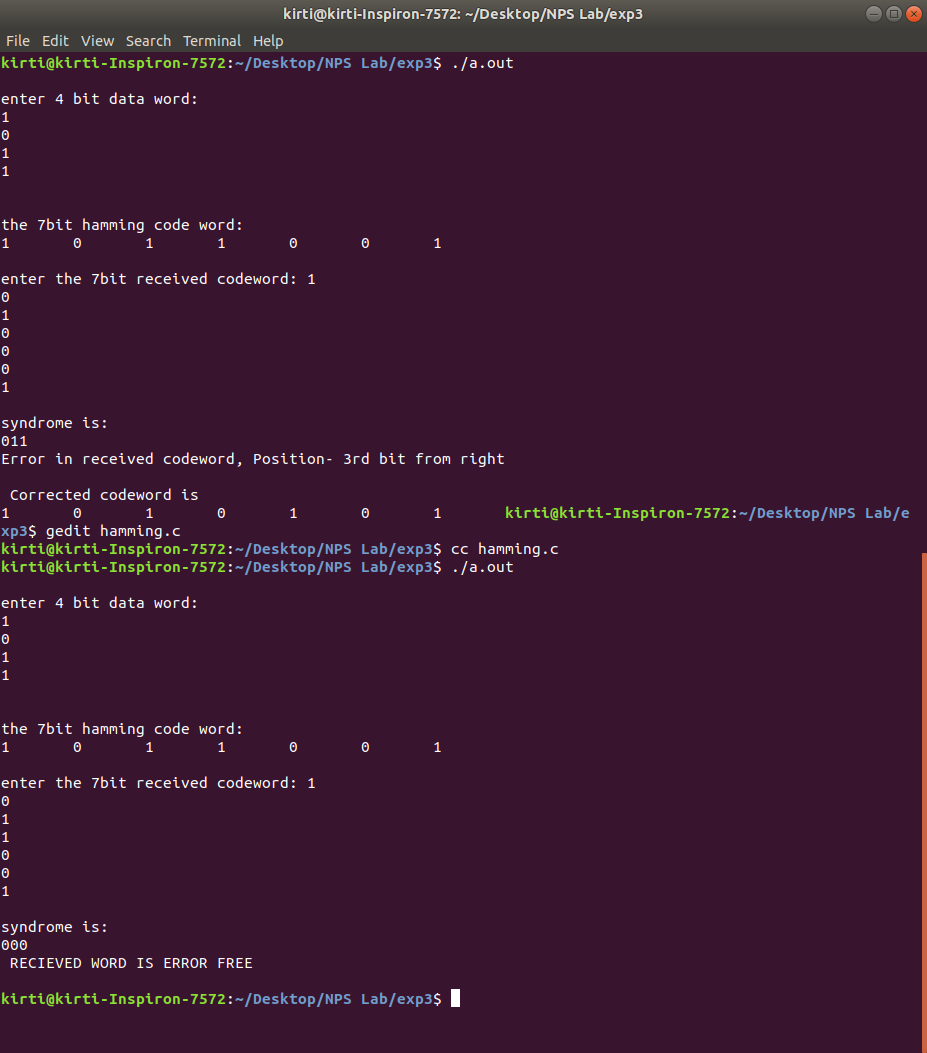 kirti@kirti-Inspiron-7572: ~/Desktop/NPS Lab/exp3
File Edit View Search Terminal Help
kirti@kirti-Inspiron-7572:~/Desktop/NPS Lab/exp3$ ./a.out
enter 4 bit data word:
1
0
1
1
the 7bit hamming code word:
1 0 1 1 0 0 1
enter the 7bit received codeword: 1
0
1
0
0
0
1
syndrome is:
011
Error in received codeword, Position- 3rd bit from right
Corrected codeword is
1 0 1 0 1 0 1 kirti@kirti-Inspiron-7572:~/Desktop/NPS Lab/e
xp3$ gedit hamming.c
kirti@kirti-Inspiron-7572:~/Desktop/NPS Lab/exp3$ cc hamming.c
kirti@kirti-Inspiron-7572:~/Desktop/NPS Lab/exp3$ ./a.out
enter 4 bit data word:
1
0
1
1
the 7bit hamming code word:
1 0 1 1 0 0 1
enter the 7bit received codeword: 1
0
1
1
0
0
1
syndrome is:
000
RECIEVED WORD IS ERROR FREE
kirti@kirti-Inspiron-7572:~/Desktop/NPS Lab/exp3$